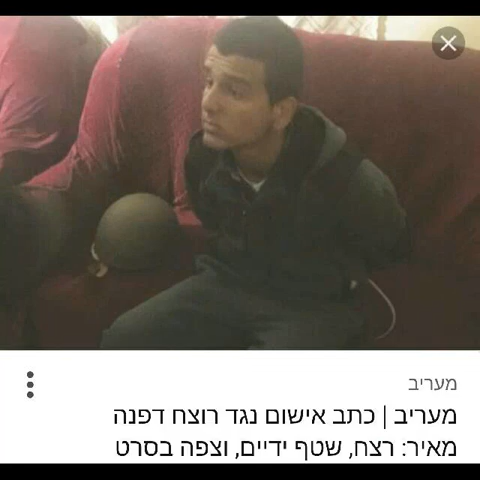 מעריב
מעריב | כתב אישום נגד רוצח דפנה
מאיר: רצח, שטף ידיים, וצפה בסרט